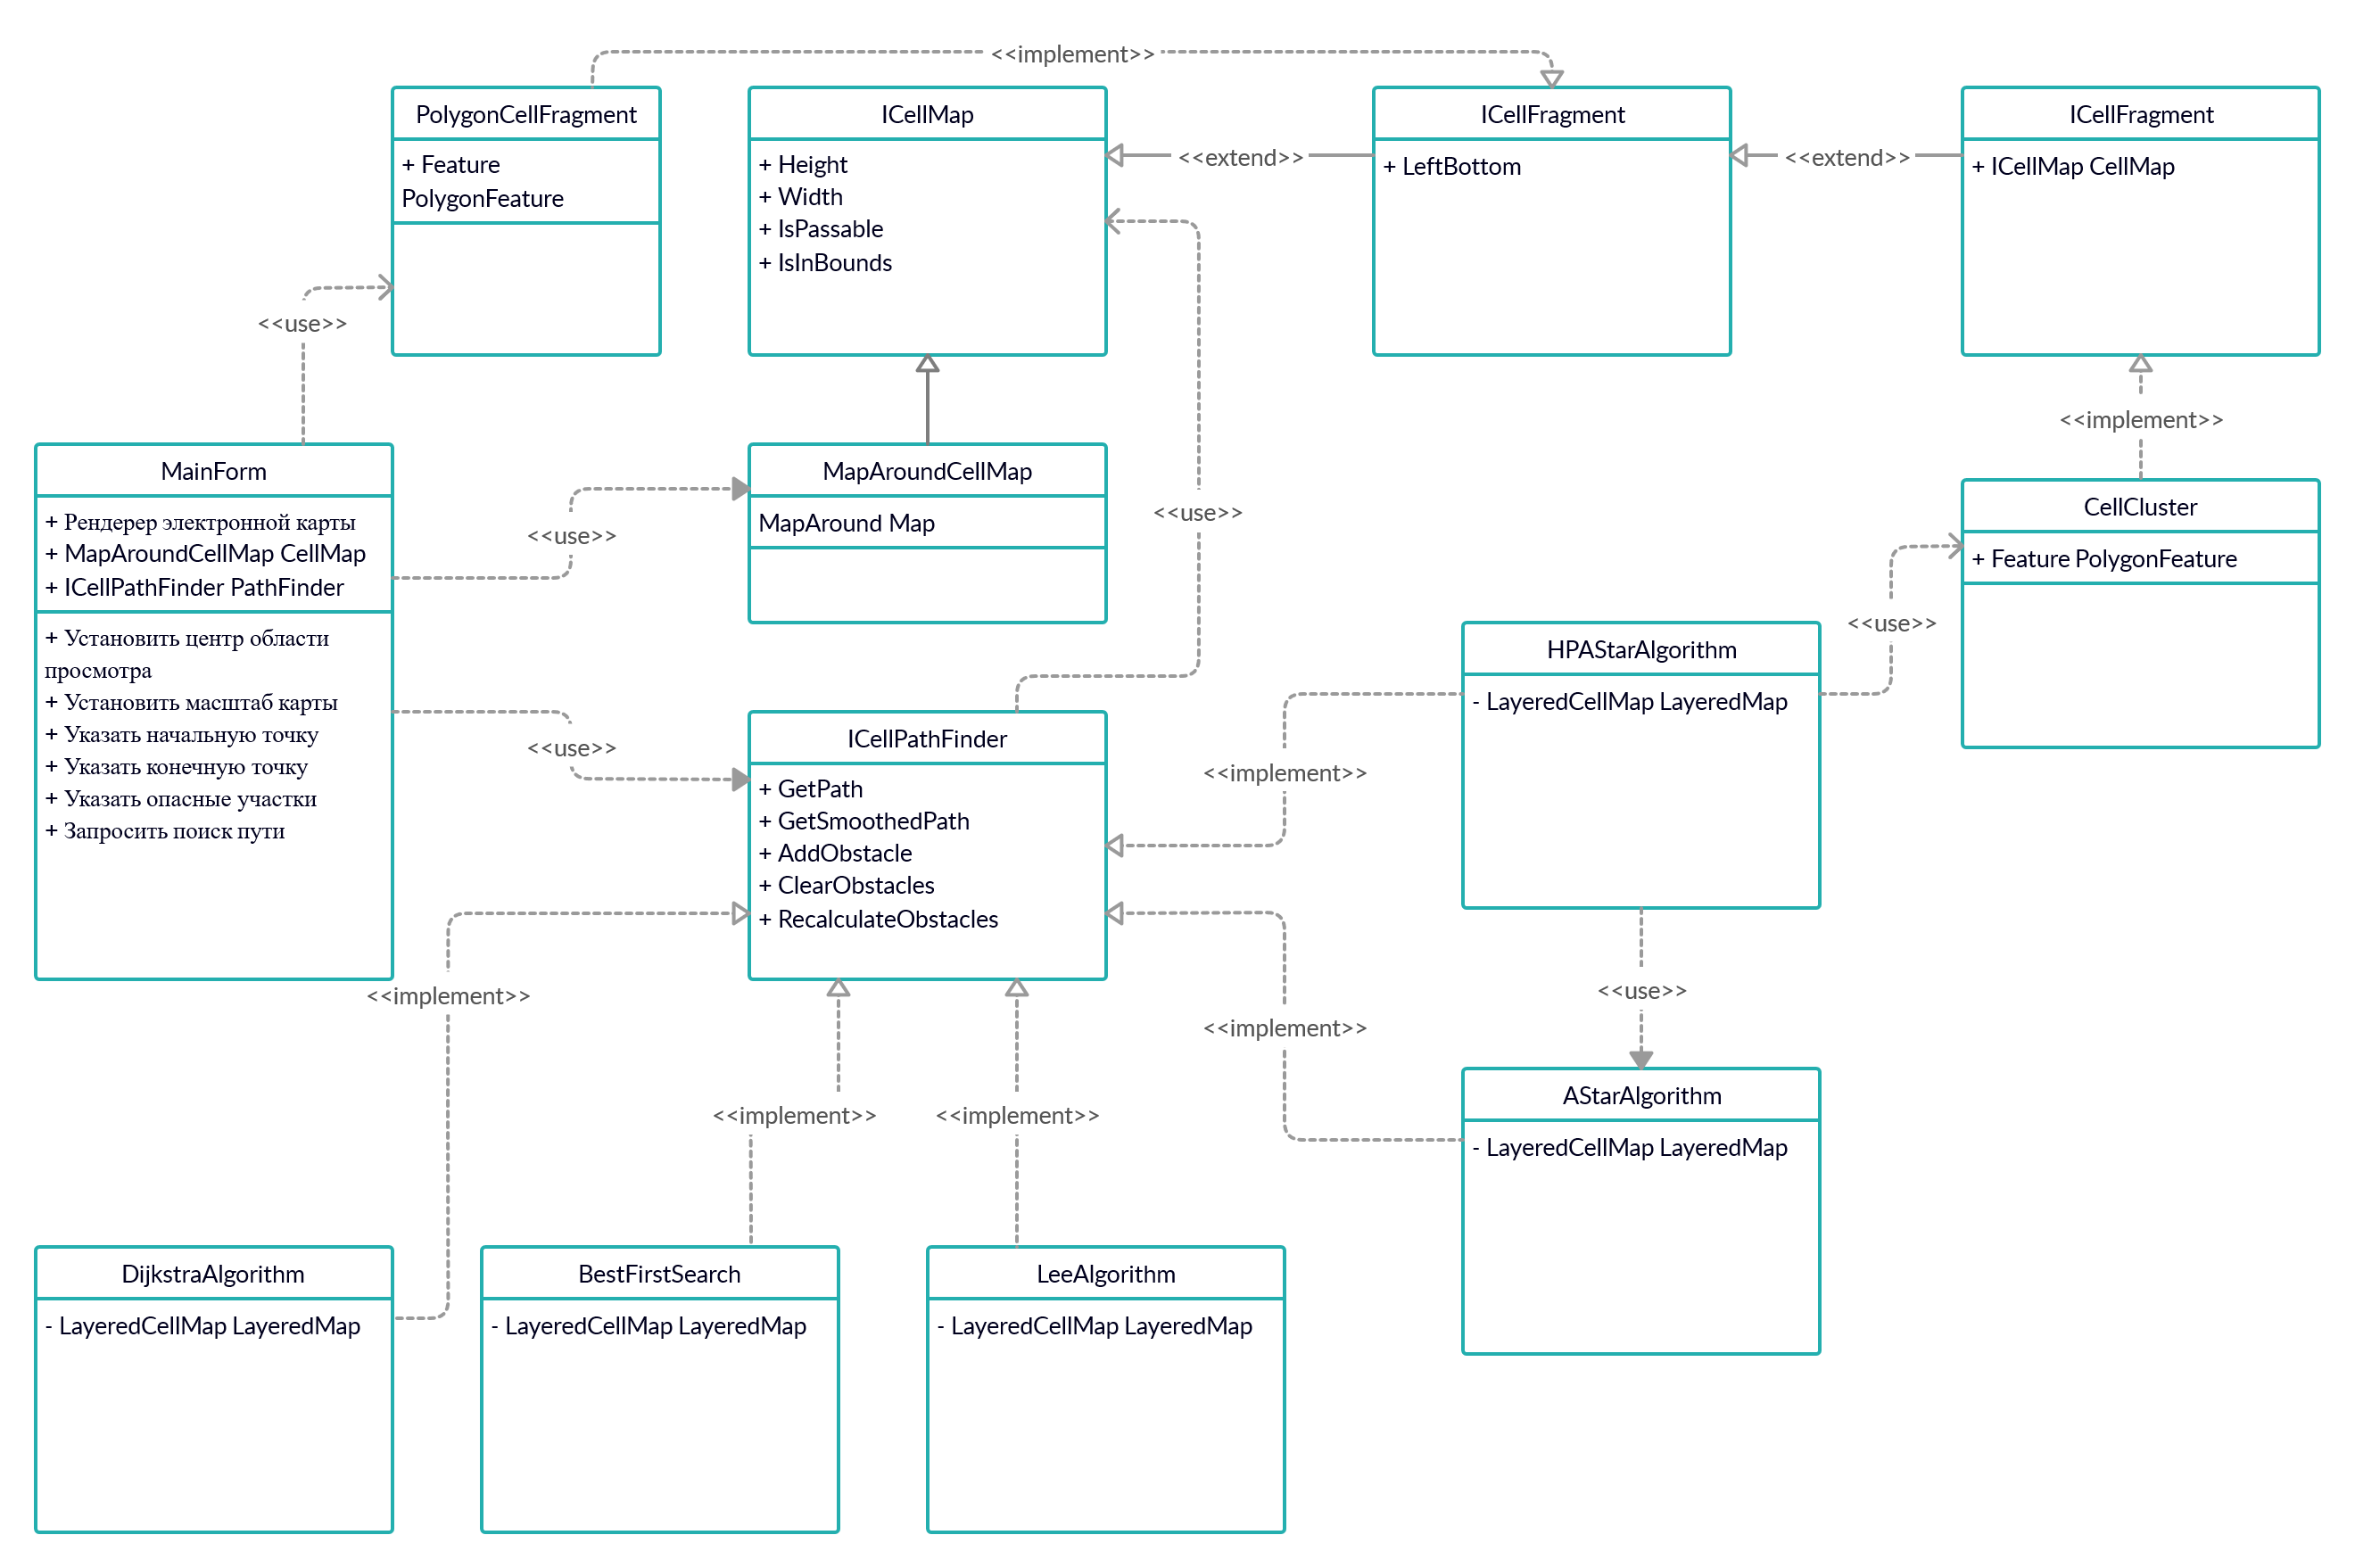 <<implement>>
PolygonCellFragment
+ Feature
PolygonFeature
ICellMap
+ Height
+ Width
+ IsPassable
+ IsInBounds
<<extend>>
ICellFragment
+ LeftBottom
<<extend>>
ICellFragment
+ ICellMap CellMap
<<use>>
<<implement>>
MainForm
+ Рендерер электронной карты
+ MapAroundCellMap CellMap
+ ICellPathFinder PathFinder
+ Установить центр области
просмотра
+ Установить масштаб карты
+ Указать начальную точку
+ Указать конечную точку
+ Указать опасные участки
+ Запросить поиск пути
<<use>>
MapAroundCellMap
MapAround Map
<<use>>
CellCluster
+ Feature PolygonFeature
<<use>>
HPAStarAlgorithm
- LayeredCellMap LayeredMap
<<use>>
ICellPathFinder
+ GetPath
+ GetSmoothedPath
+ AddObstacle
+ ClearObstacles
+ RecalculateObstacles
<<implement>>
<<implement>>
<<use>>
<<implement>>
<<implement>>
<<implement>>
AStarAlgorithm
- LayeredCellMap LayeredMap
DijkstraAlgorithm
- LayeredCellMap LayeredMap
BestFirstSearch
- LayeredCellMap LayeredMap
LeeAlgorithm
- LayeredCellMap LayeredMap